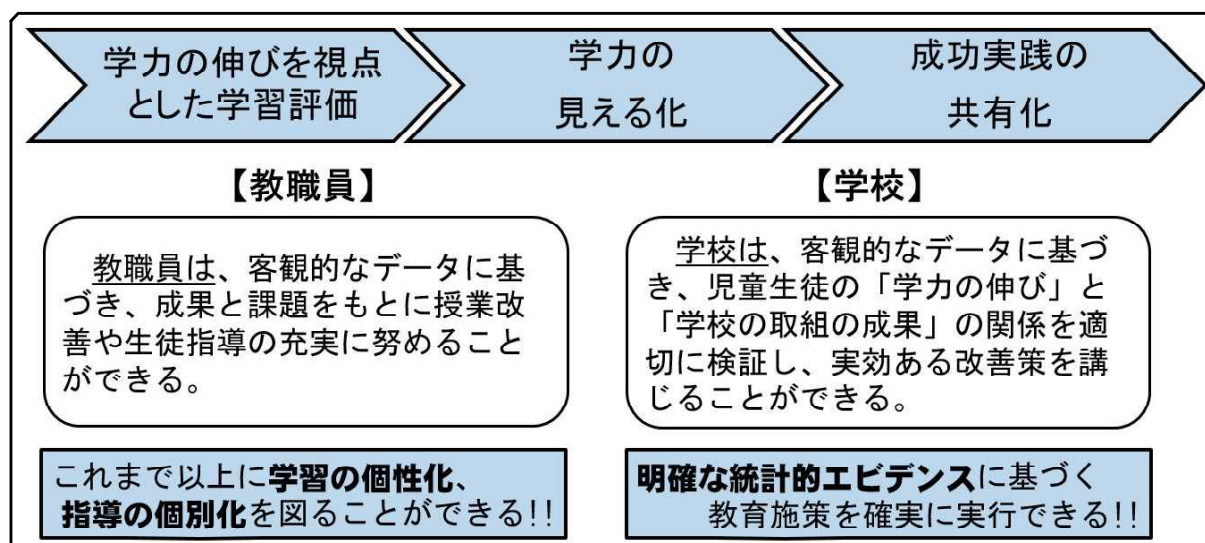 学力の伸びを視点
とした学習評価
学力の
見える化
成功実践の
共有化
【教職員】
教職員は、客観的なデータに基
づき、成果と課題をもとに授業改
善や生徒指導の充実に努めること
ができる。
これまで以上に学習の個性化、
指導の個別化を図ることができる!!
【学校】
学校は、客観的なデータに基づ
き、児童生徒の「学力の伸び」と
「学校の取組の成果」の関係を適
切に検証し、実効ある改善策を講
じることができる。
明確な統計的エビデンスに基づく
教育施策を確実に実行できる!!